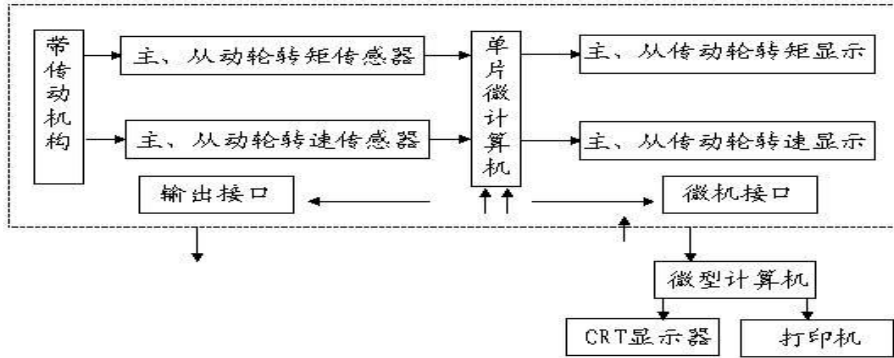 带传动机构
主、从动轮转矩传感器
单片微计算机
主、从传动轮转矩显示
主、从动轮转速传感器
主、从传动轮转速显示
输出接口
微机接口
微型计算机
CRT显示器
打印机